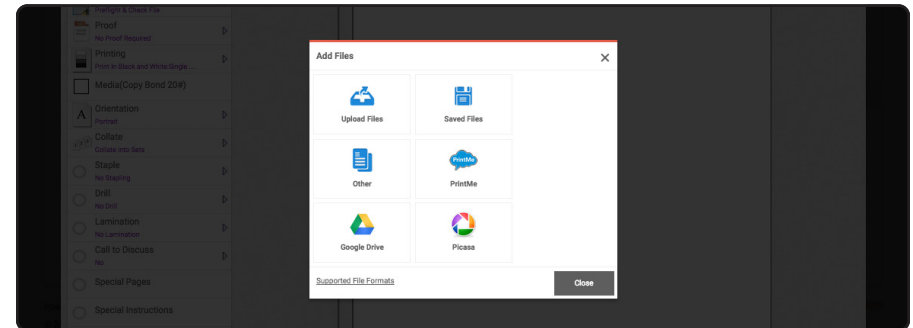 Preflight & Check File
Proof
No Proof Required
Printing
Print in Black and White:Single ...
Media(Copy Bond 20#)
Orientation
Portrait
Collate
Collate into Sets
Staple
No Stapling
Drill
No Drill
Lamination
No Lamination
Call to Discuss
No
Special Pages
Special Instructions
Add Files
Upload Files
Saved Files
Other
PrintMe
PrintMe
Google Drive
Picasa
Supported File Formats
Close